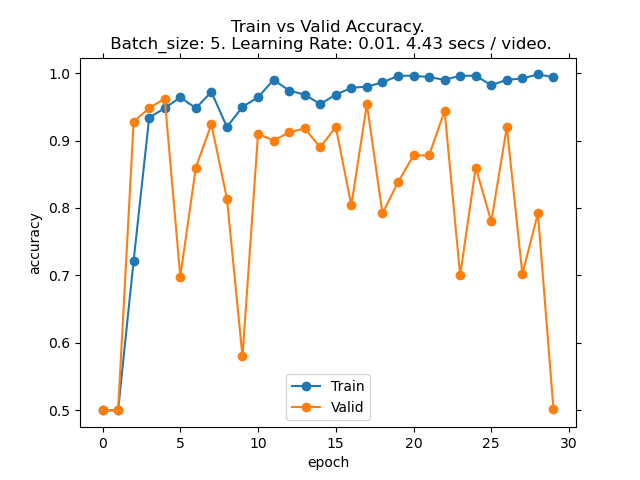 Train vs Valid Accuracy.
Batch_size: 5. Learning Rate: 0.01. 4.43 secs / video.
1.0
0.9
0.8
0.7
0.6
0.5
accuracy
Train
Valid
0 5 10 15 20 25 30
epoch